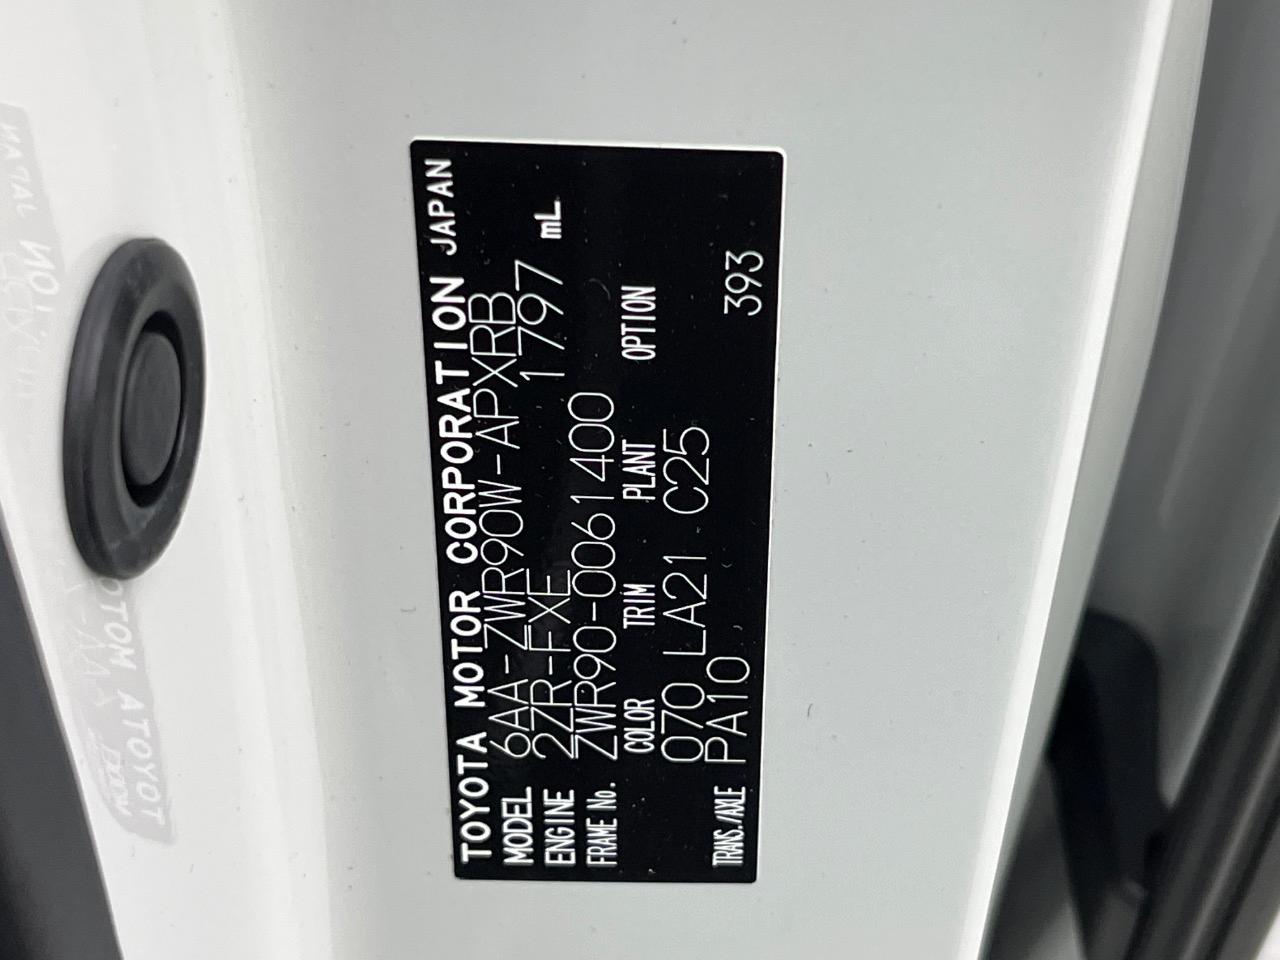 TOYOTA MOTOR CORPORATION JAPAN
MODEL 6AA-ZWR90W-APXRB
ENGINE 2ZR-FXE 1797 mL
FRAME No. ZWR90-0061400
COLOR TRIM PLANT OPTION
070 LA21 C25
TRANS./AXLE PA10 393